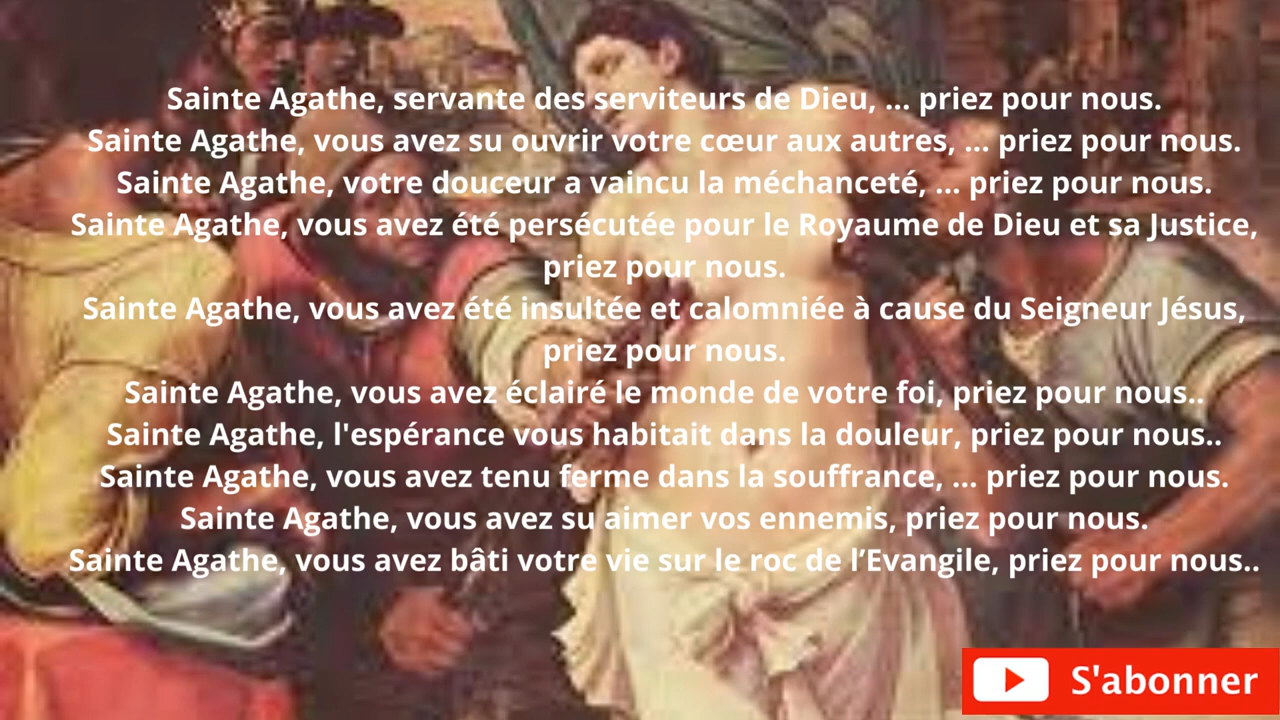 Sainte Agathe, servante des serviteurs de Dieu, ... priez pour nous.
Sainte Agathe, vous avez su ouvrir votre cœur aux autres, ... priez pour nous.
Sainte Agathe, votre douceur a vaincu la méchanceté, ... priez pour nous.
Sainte Agathe, vous avez été persécutée pour le Royaume de Dieu et sa Justice,
priez pour nous.
Sainte Agathe, vous avez été insultée et calomniée à cause du Seigneur Jésus,
priez pour nous.
Sainte Agathe, vous avez éclairé le monde de votre foi, priez pour nous..
Sainte Agathe, l'espérance vous habitait dans la douleur, priez pour nous..
Sainte Agathe, vous avez tenu ferme dans la souffrance, ... priez pour nous.
Sainte Agathe, vous avez su aimer vos ennemis, priez pour nous.
Sainte Agathe, vous avez bâti votre vie sur le roc de l’Evangile, priez pour nous..
S'abonner